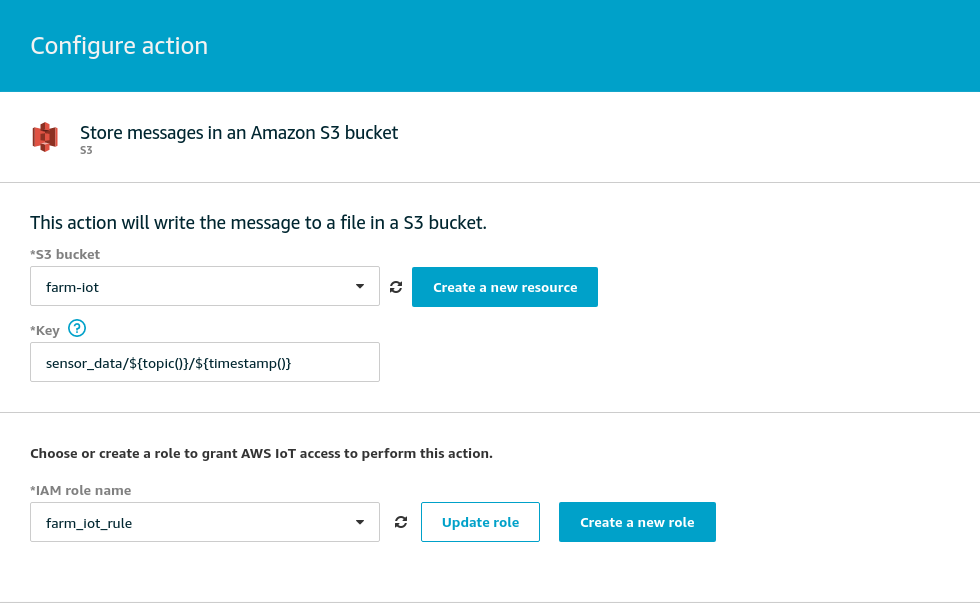 Configure action
Store messages in an Amazon S3 bucket
S3
This action will write the message to a file in a S3 bucket.
*S3 bucket
farm-iot
Create a new resource
*Key ?
sensor_data/${topic()}/${timestamp()}
Choose or create a role to grant AWS IoT access to perform this action.
*IAM role name
farm_iot_rule
Update role
Create a new role